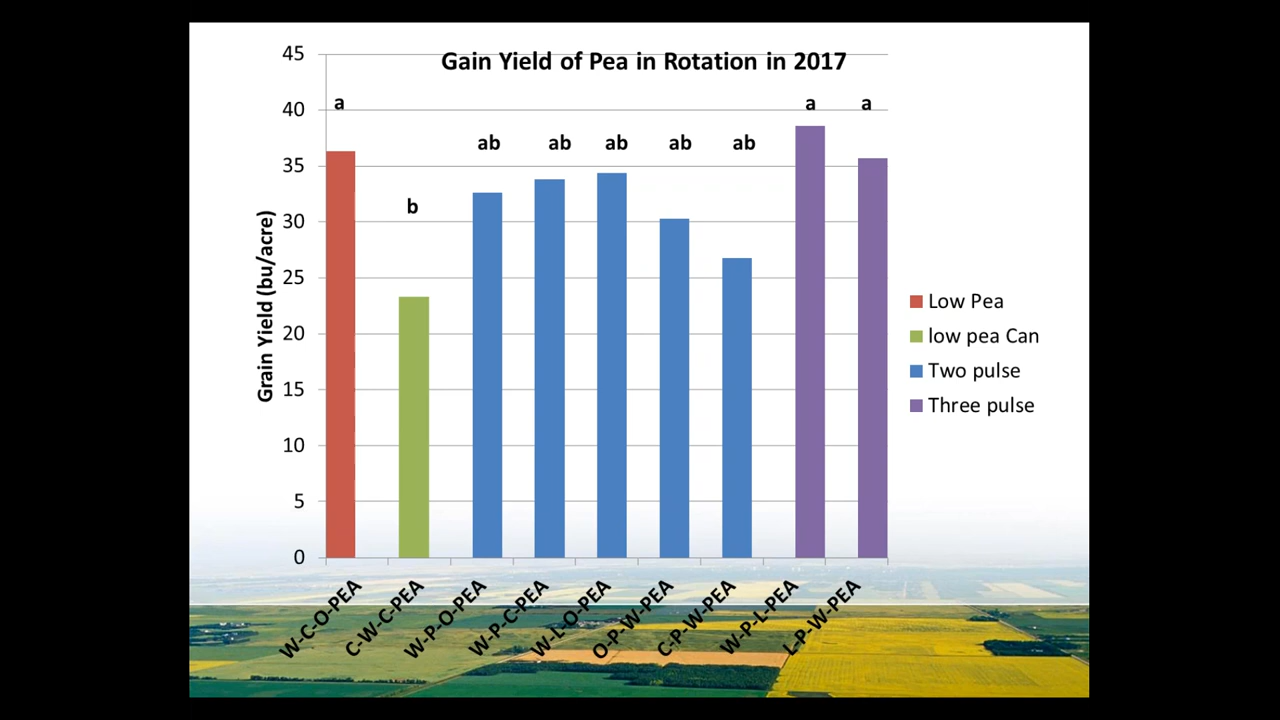 Gain Yield of Pea in Rotation in 2017
Grain Yield (bu/acre)
45
40
35
30
25
20
15
10
5
0
a
b
ab
ab
ab
ab
ab
a
a
W-C-O-PEA
C-W-C-PEA
W-P-O-PEA
W-P-C-PEA
W-L-O-PEA
O-P-W-PEA
C-P-W-PEA
W-P-L-PEA
L-P-W-PEA
Low Pea
low pea Can
Two pulse
Three pulse